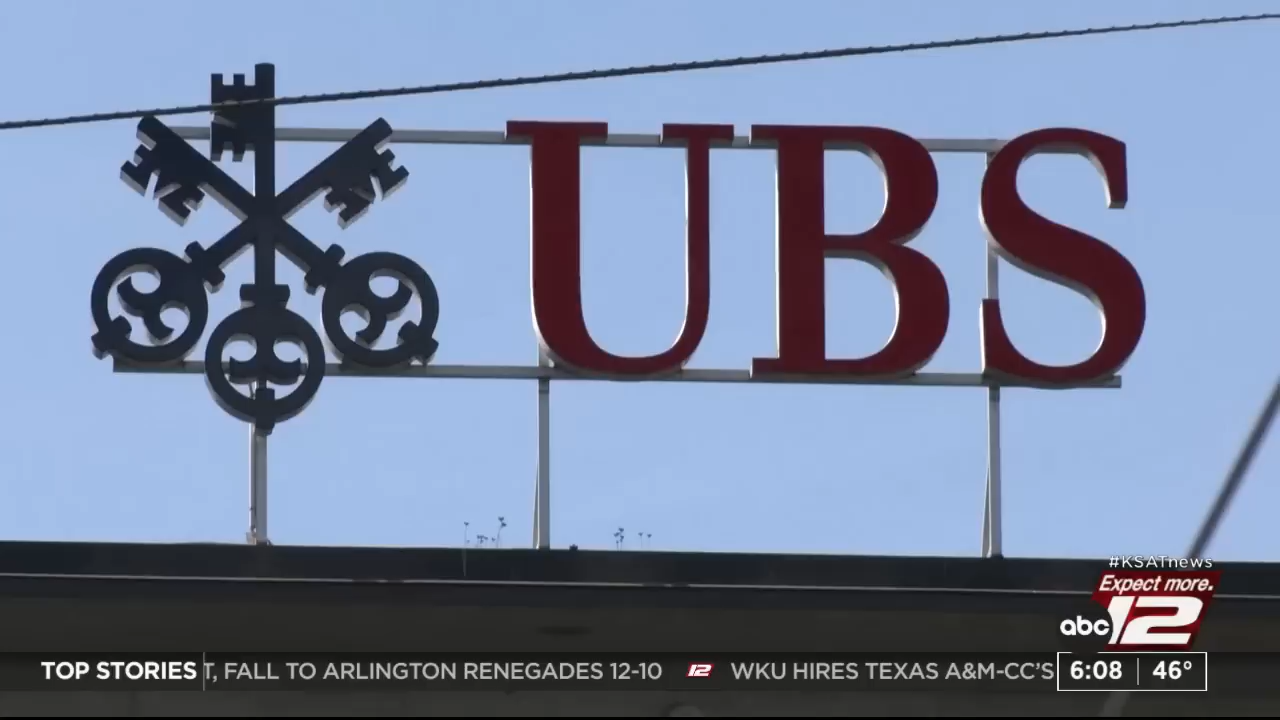 UBS
#KSATnews
Expect more.
abc 12
TOP STORIES T, FALL TO ARLINGTON RENEGADES 12-10 12 WKU HIRES TEXAS A&M-CC'S 6:08 46°